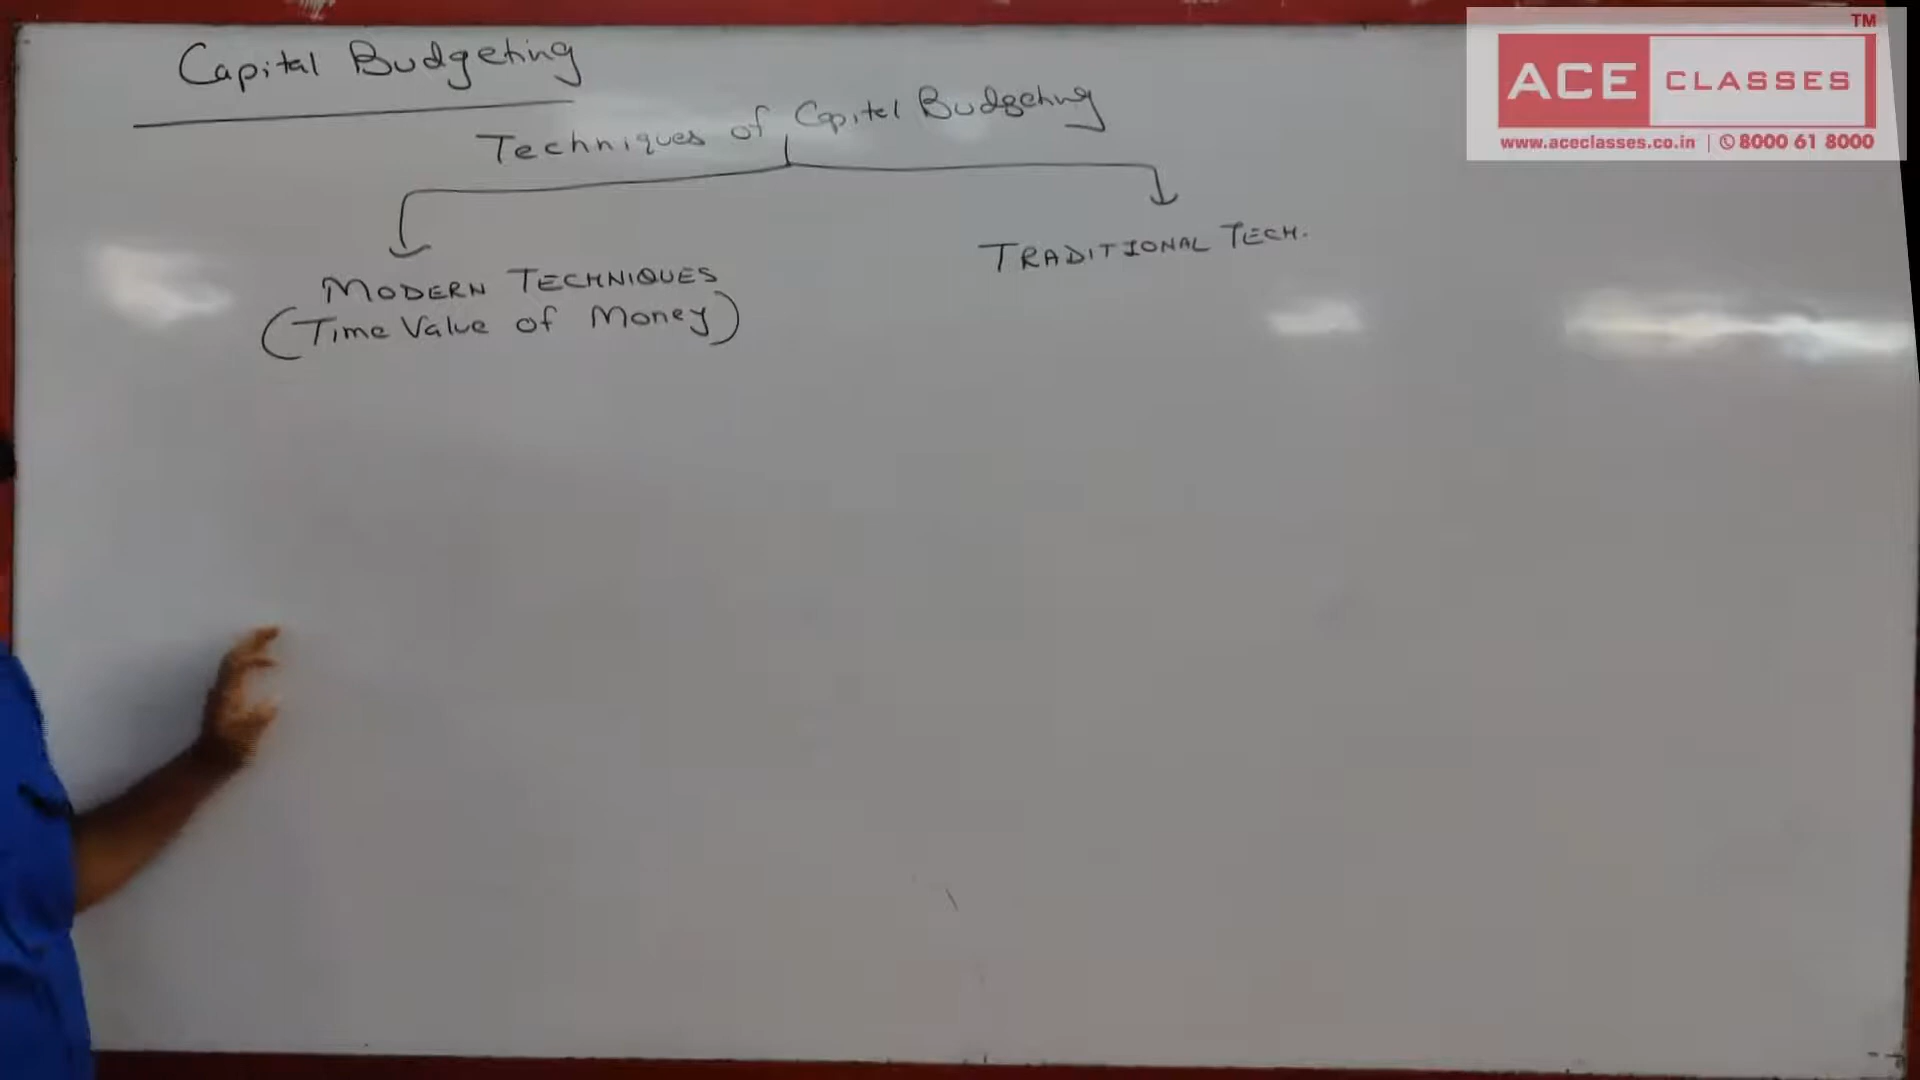 Capital Budgeting
Techniques of Capital Budgeting
MODERN TECHNIQUES
(Time Value of Money)
TRADITIONAL TECH.
TM
ACE CLASSES
www.aceclasses.co.in | 8000 61 8000